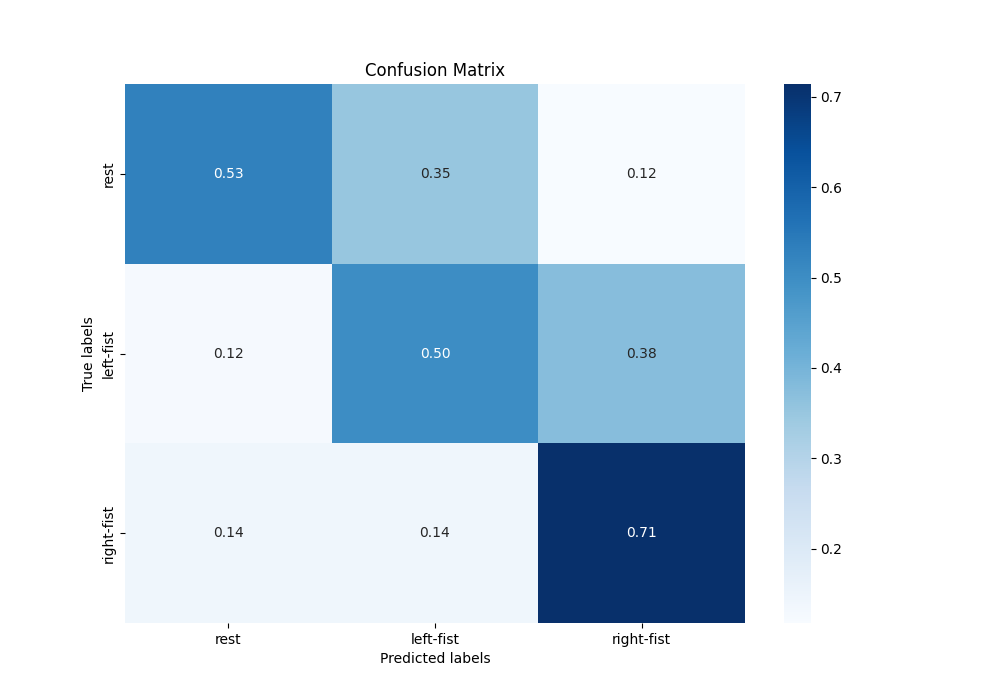 Confusion Matrix
True labels
rest
0.53 0.35 0.12
left-fist
0.12 0.50 0.38
right-fist
0.14 0.14 0.71
rest left-fist right-fist
Predicted labels
0.7
0.6
0.5
0.4
0.3
0.2